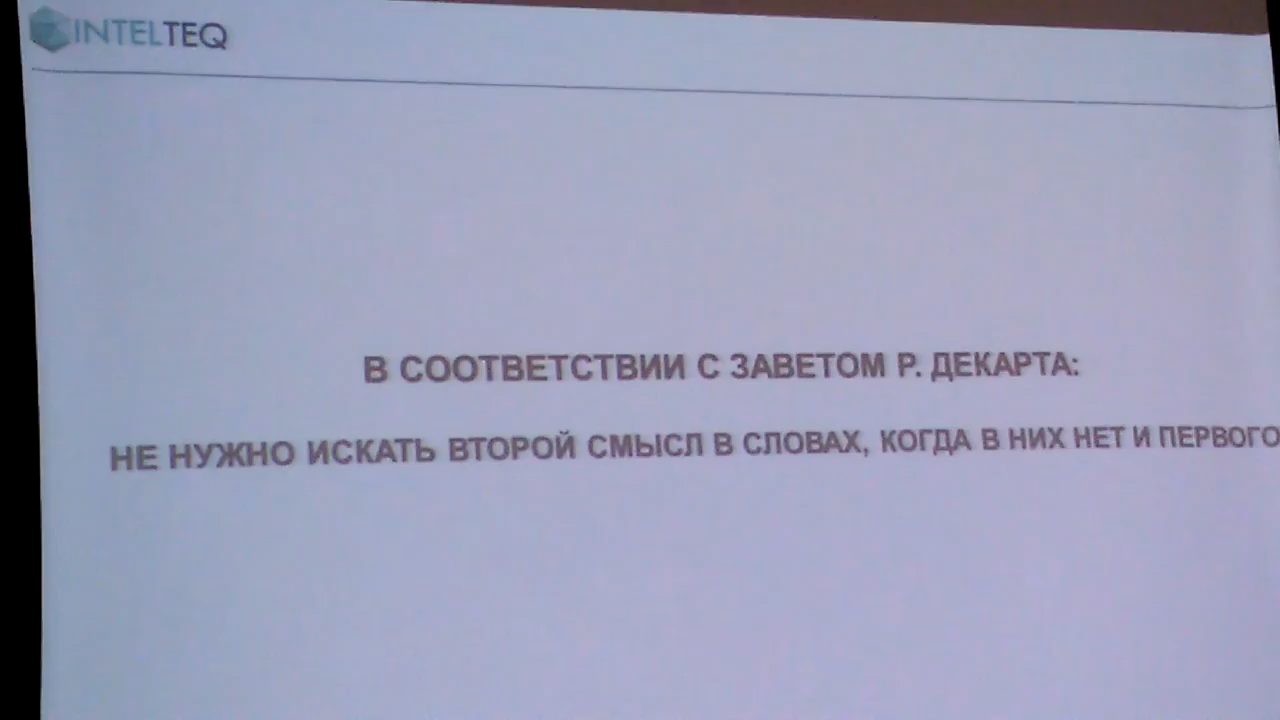 INTELTEQ
В СООТВЕТСТВИИ С ЗАВЕТОМ Р. ДЕКАРТА:
НЕ НУЖНО ИСКАТЬ ВТОРОЙ СМЫСЛ В СЛОВАХ, КОГДА В НИХ НЕТ И ПЕРВОГО